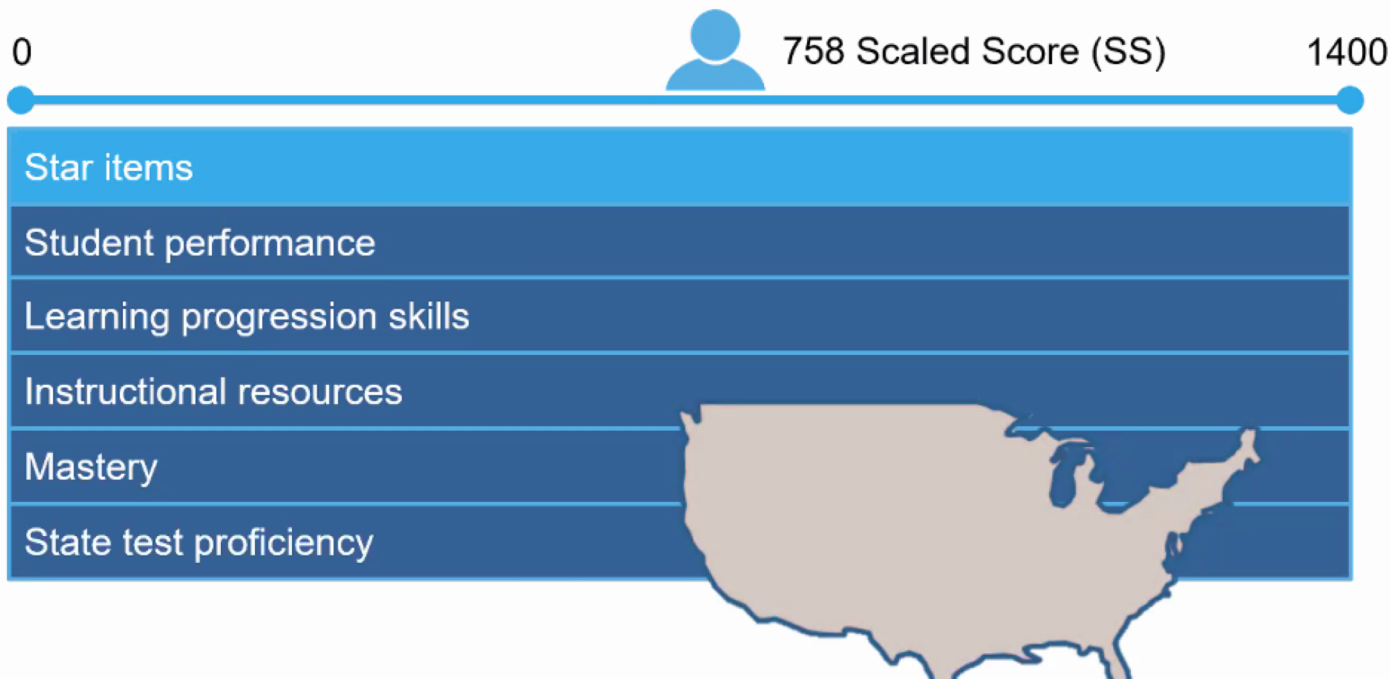 0
758 Scaled Score (SS)
1400
Star items
Student performance
Learning progression skills
Instructional resources
Mastery
State test proficiency